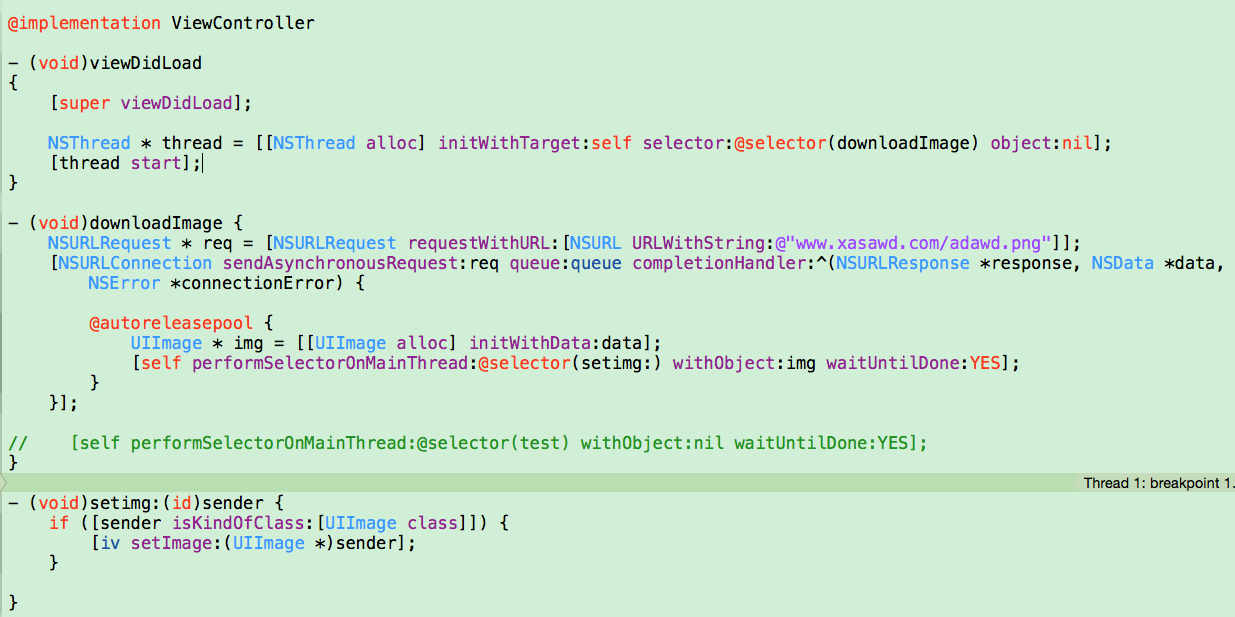 @implementation ViewController
- (void)viewDidLoad
{
    [super viewDidLoad];
    NSThread * thread = [[NSThread alloc] initWithTarget:self selector:@selector(downloadImage) object:nil];
    [thread start];
}
- (void)downloadImage {
    NSURLRequest * req = [NSURLRequest requestWithURL:[NSURL URLWithString:@"www.xasawd.com/adawd.png"]];
    [NSURLConnection sendAsynchronousRequest:req queue:queue completionHandler:^(NSURLResponse *response, NSData *data,
        NSError *connectionError) {
        @autoreleasepool {
            UIImage * img = [[UIImage alloc] initWithData:data];
            [self performSelectorOnMainThread:@selector(setimg:) withObject:img waitUntilDone:YES];
        }
    }];
//    [self performSelectorOnMainThread:@selector(test) withObject:nil waitUntilDone:YES];
}
Thread 1: breakpoint 1.
- (void)setimg:(id)sender {
    if ([sender isKindOfClass:[UIImage class]]) {
        [iv setImage:(UIImage *)sender];
    }
}